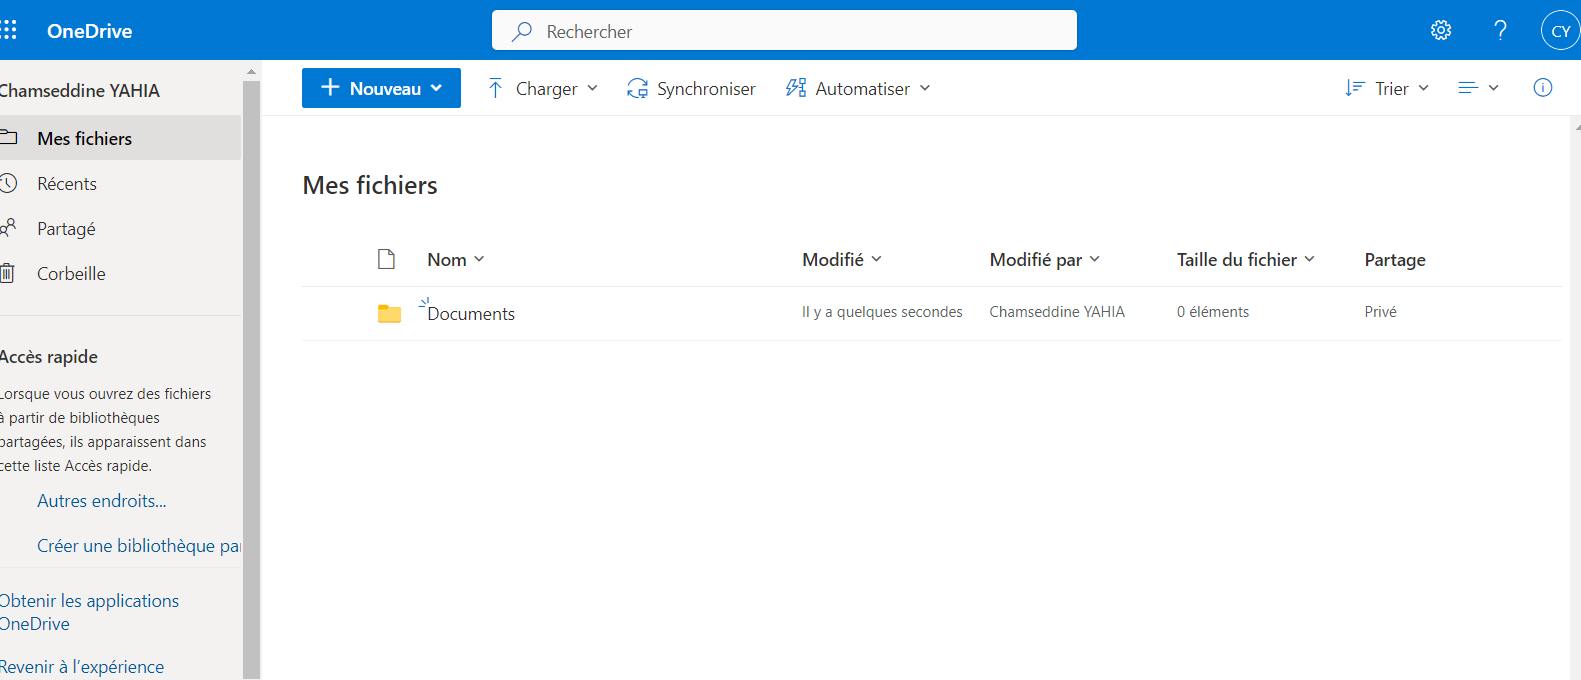 OneDrive
Rechercher
CY
Chamseddine YAHIA
Mes fichiers
Récents
Partagé
Corbeille
Accès rapide
Lorsque vous ouvrez des fichiers
à partir de bibliothèques
partagées, ils apparaissent dans
cette liste Accès rapide.
Autres endroits...
Créer une bibliothèque par
Obtenir les applications
OneDrive
Revenir à l'expérience
+ Nouveau
Charger
Synchroniser
Automatiser
Trier
Mes fichiers
Nom Modifié Modifié par Taille du fichier Partage
Documents Il y a quelques secondes Chamseddine YAHIA 0 éléments Privé